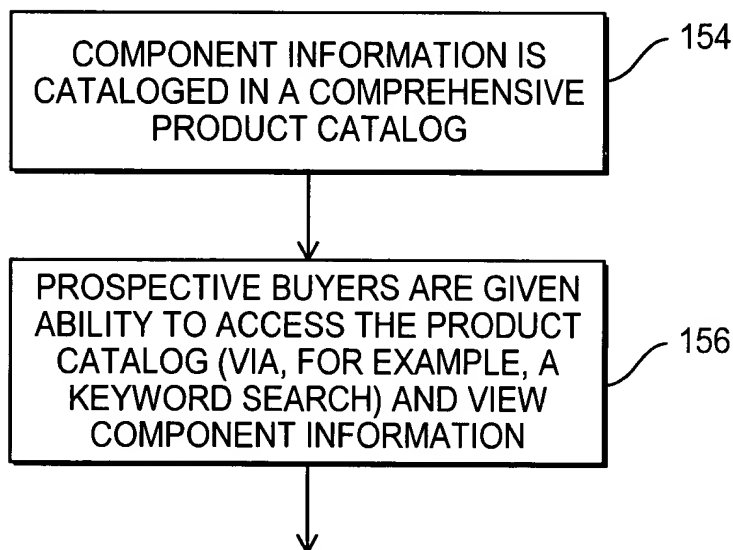 COMPONENT INFORMATION IS
CATALOGED IN A COMPREHENSIVE
PRODUCT CATALOG
154
PROSPECTIVE BUYERS ARE GIVEN
ABILITY TO ACCESS THE PRODUCT
CATALOG (VIA, FOR EXAMPLE, A
KEYWORD SEARCH) AND VIEW
COMPONENT INFORMATION
156